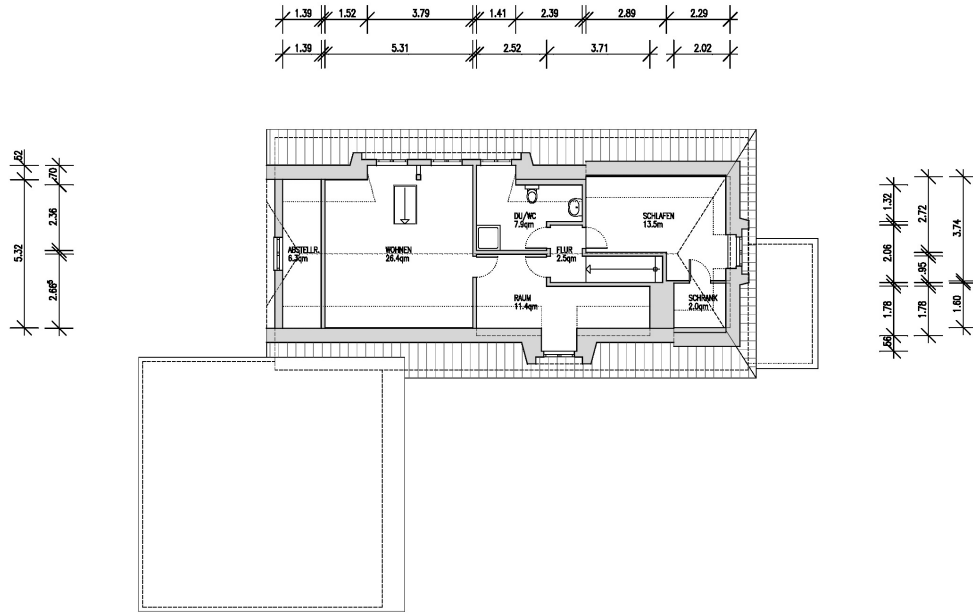 1.39 1.52 3.79 1.41 2.39 2.89 2.29
1.39 5.31 2.52 3.71 2.02
.52
.70
2.36
5.32
2.66⁵
ABSTELLR.
6.3qm
WOHNEN
26.4qm
DU/WC
7.9qm
FLUR
2.5qm
SCHLAFEN
13.5m
RAUM
11.4qm
SCHRANK
2.0qm
1.32
2.72
3.74
2.06
.95
1.78
1.78
1.60
.56